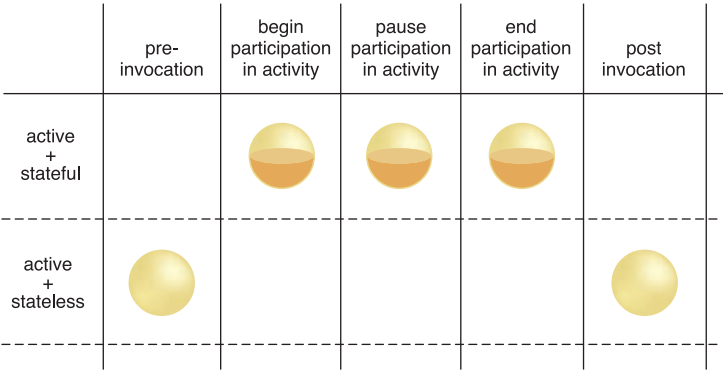 pre-
invocation
begin
participation
in activity
pause
participation
in activity
end
participation
in activity
post
invocation
active
+
stateful
active
+
stateless